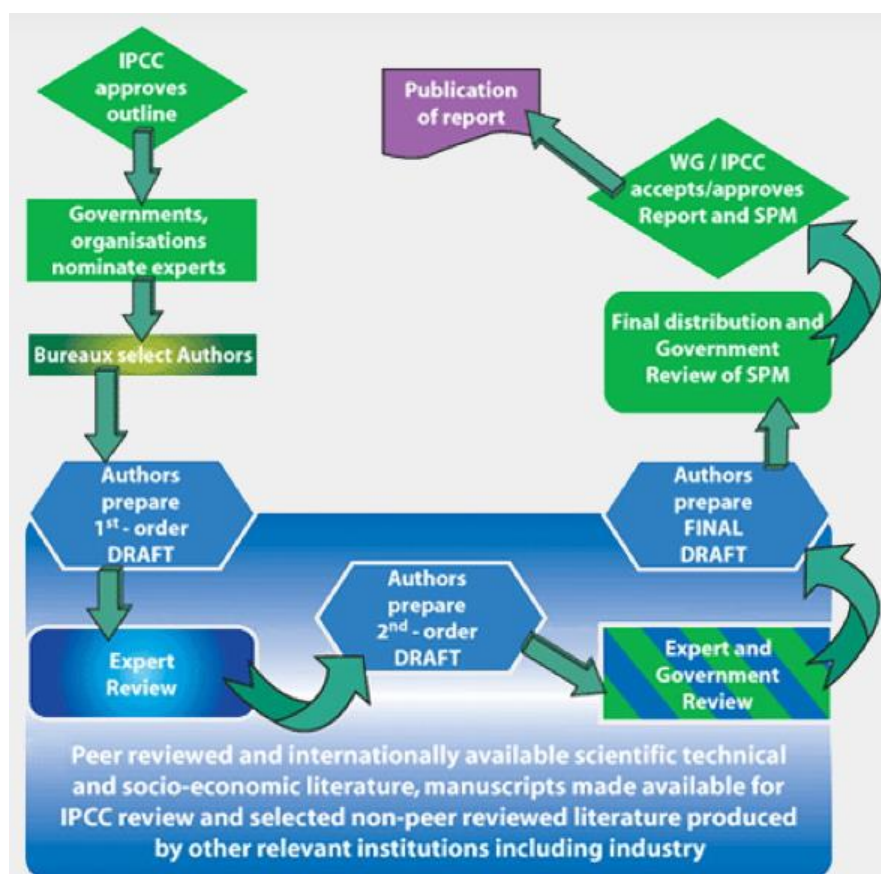 IPCC
approves
outline
Governments,
organisations
nominate experts
Bureaux select Authors
Authors
prepare
1st - order
DRAFT
Expert
Review
Authors
prepare
2nd - order
DRAFT
Expert and
Government
Review
Authors
prepare
FINAL
DRAFT
Final distribution and
Government
Review of SPM
WG / IPCC
accepts/approves
Report and SPM
Publication
of report
Peer reviewed and internationally available scientific technical
and socio-economic literature, manuscripts made available for
IPCC review and selected non-peer reviewed literature produced
by other relevant institutions including industry